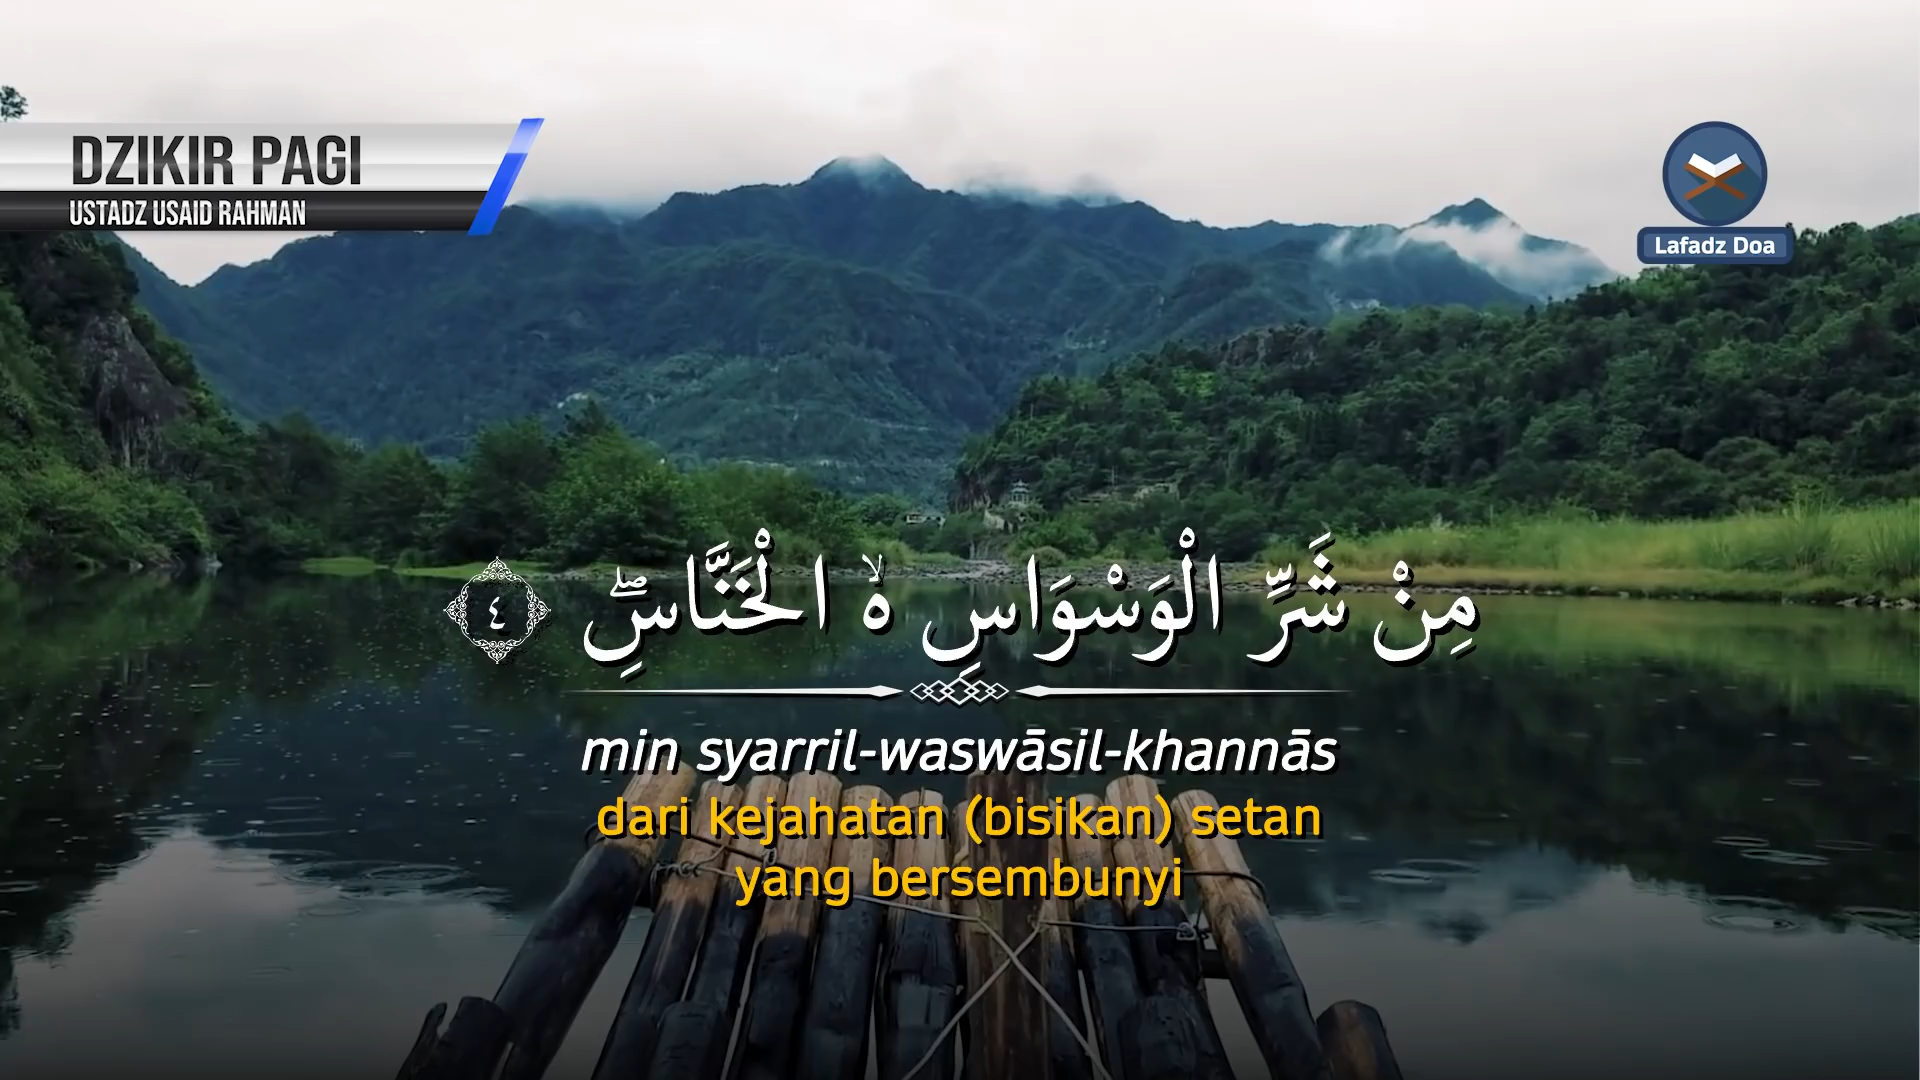 DZIKIR PAGI
USTADZ USAID RAHMAN
Lafadz Doa
مِنْ شَرِّ الْوَسْوَاسِ ەۙ الْخَنَّاسِۖ ٤
min syarril-waswāsil-khannās
dari kejahatan (bisikan) setan
yang bersembunyi